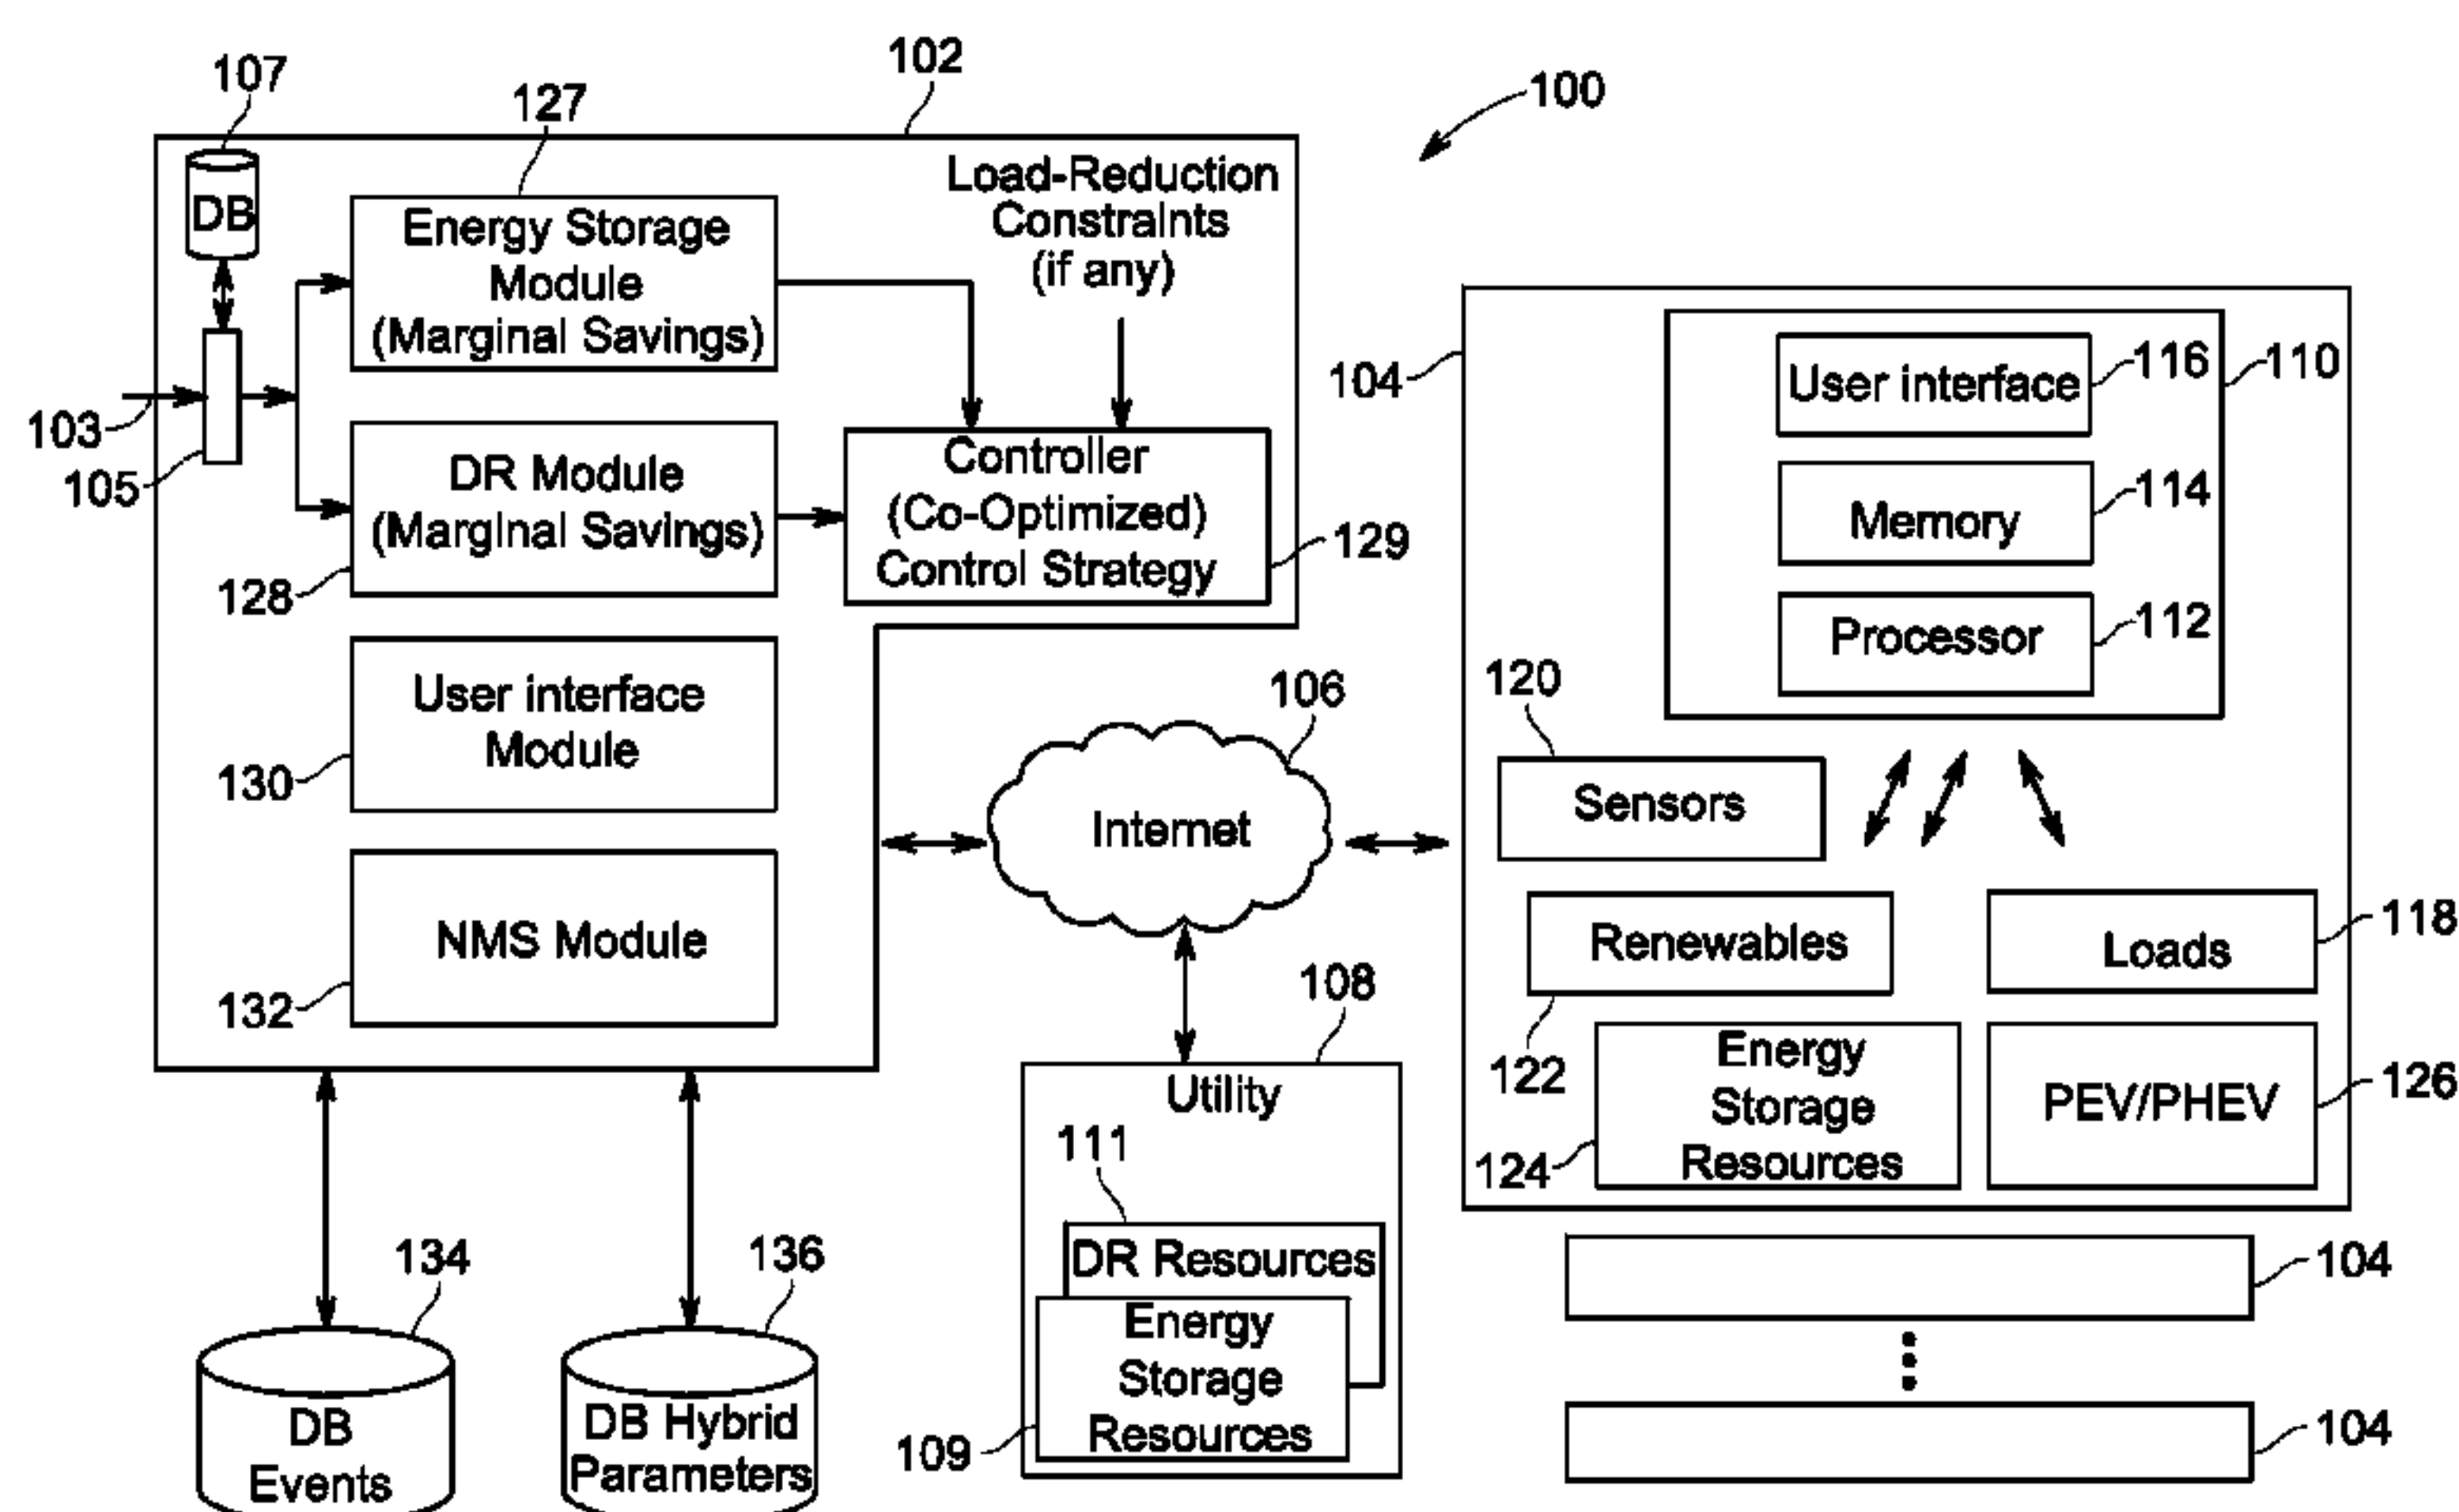 107
127
102
100
DB
Energy Storage
Module
(Marginal Savings)
Load-Reduction
Constraints
(if any)
103
105
DR Module
(Marginal Savings)
128
Controller
(Co-Optimized)
Control Strategy
129
User interface
Module
130
NMS Module
132
106
Internet
104
User interface
116
110
Memory
114
Processor
112
120
Sensors
Renewables
122
Loads
118
Energy
Storage
Resources
124
PEV/PHEV
126
108
Utility
111
DR Resources
Energy
Storage
Resources
109
134
DB
Events
136
DB Hybrid
Parameters
104
104